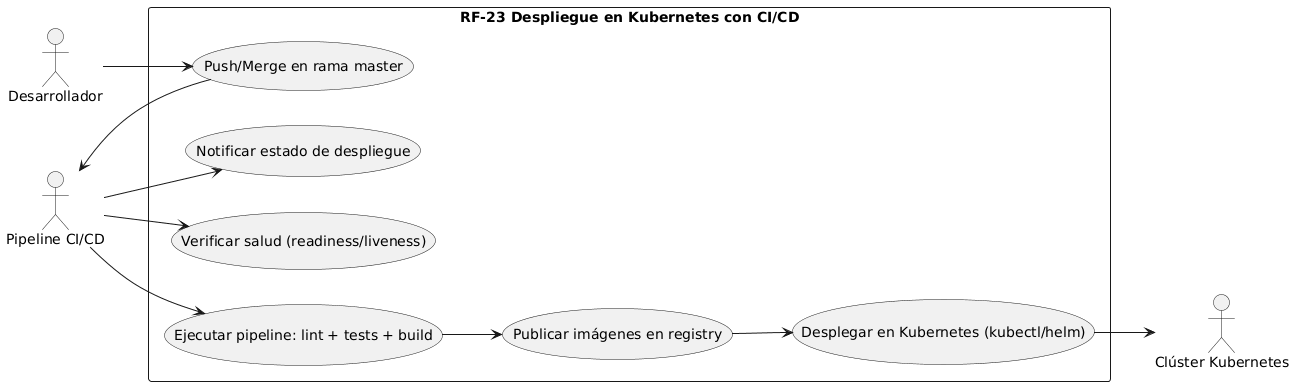 RF-23 Despliegue en Kubernetes con CI/CD
Desarrollador
Push/Merge en rama master
Notificar estado de despliegue
Pipeline CI/CD
Verificar salud (readiness/liveness)
Ejecutar pipeline: lint + tests + build
Publicar imágenes en registry
Desplegar en Kubernetes (kubectl/helm)
Clúster Kubernetes